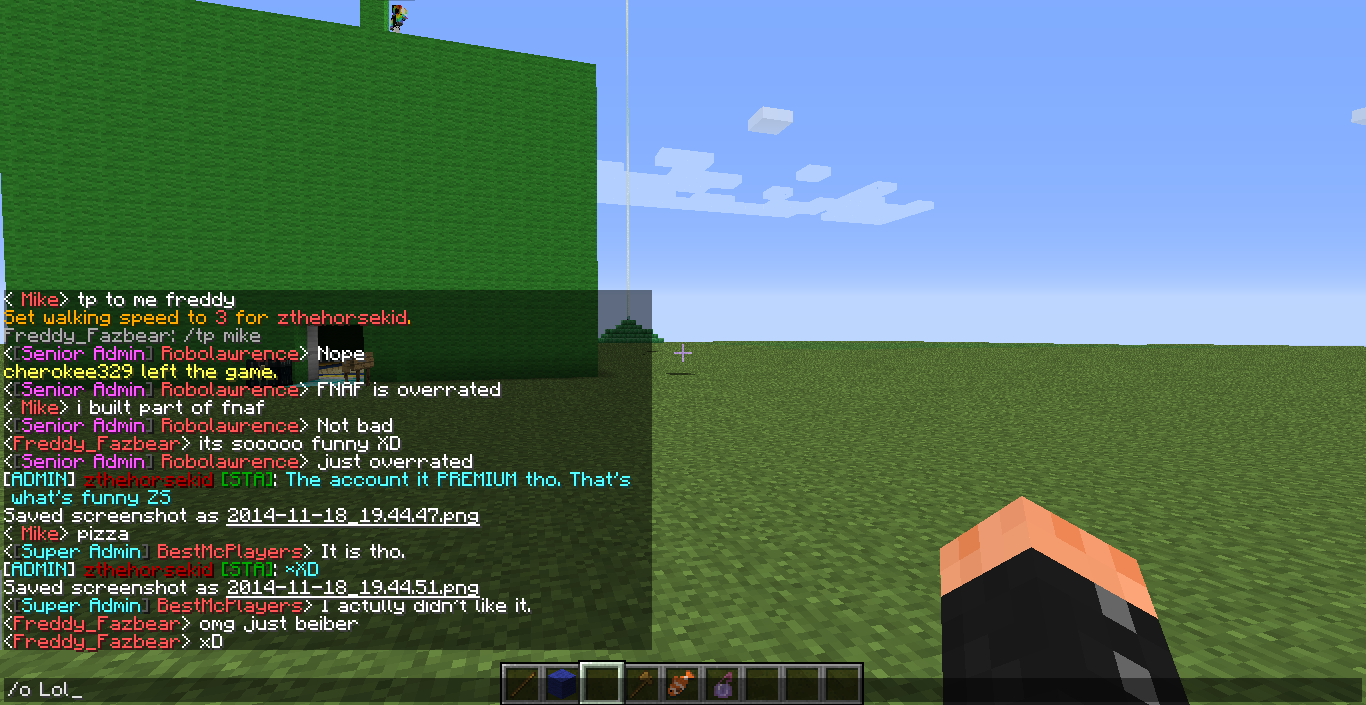 < Mike> tp to me freddy
Set walking speed to 3 for zthehorsekid.
Freddy_Fazbear: /tp mike
<[Senior Admin] Robolawrence> Nope
cherokee329 left the game.
<[Senior Admin] Robolawrence> FNAF is overrated
< Mike> i built part of fnaf
<[Senior Admin] Robolawrence> Not bad
<Freddy_Fazbear> its sooooo funny XD
<[Senior Admin] Robolawrence> just overrated
[ADMIN] zthehorsekid [STA]: The account it PREMIUM tho. That's
what's funny ZS
Saved screenshot as 2014-11-18_19.44.47.png
< Mike> pizza
<[Super Admin] BestMcPlayers> It is tho.
[ADMIN] zthehorsekid [STA]: *XD
Saved screenshot as 2014-11-18_19.44.51.png
<[Super Admin] BestMcPlayers> I actully didn't like it.
<Freddy_Fazbear> omg just beiber
<Freddy_Fazbear> xD
/o Lol_